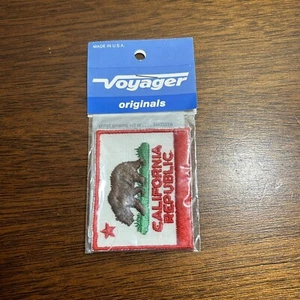 MADE IN U.S.A.
Voyager
originals
CALIFORNIA
REPUBLIC